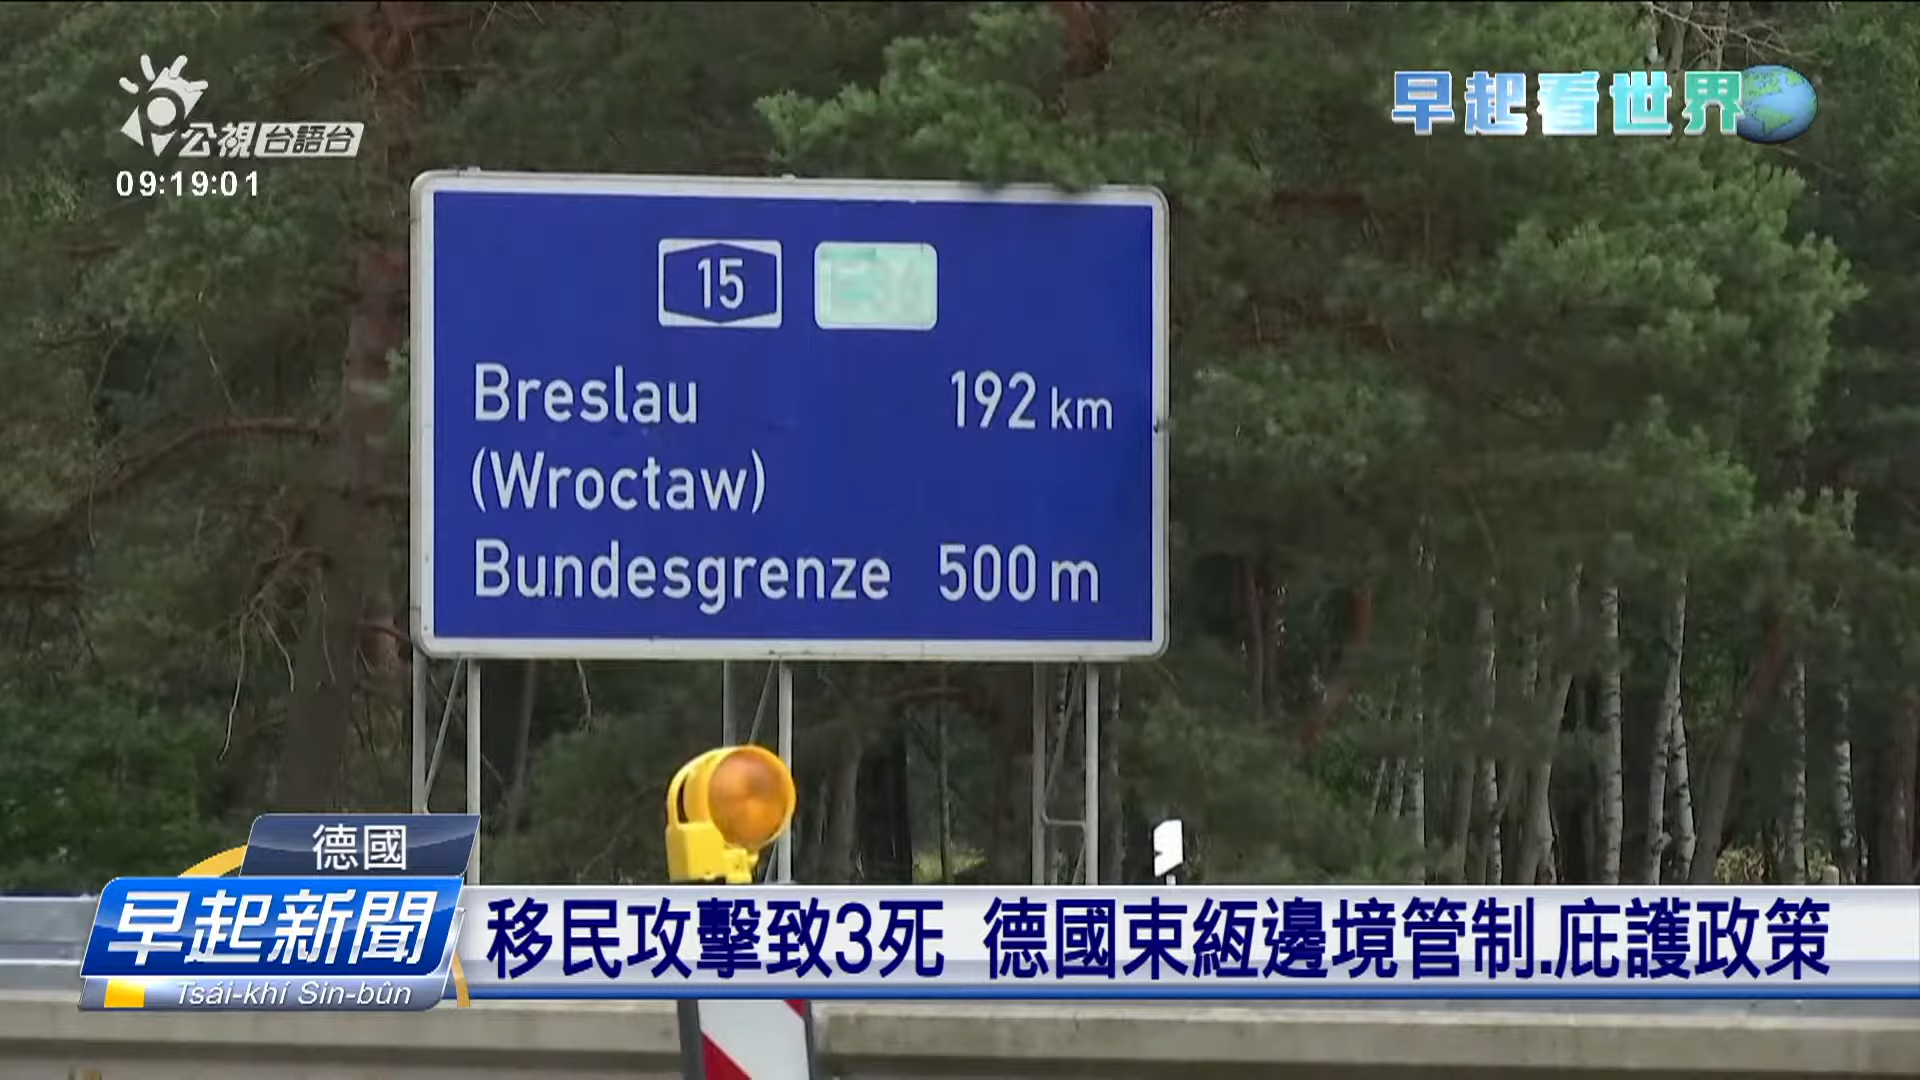 公視台語台
早起看世界
09:19:01
15
E36
Breslau 192 km
(Wrocław)
Bundesgrenze 500 m
德國
早起新聞
Tsái-khí Sin-bûn
移民攻擊致3死 德國束絚邊境管制.庇護政策